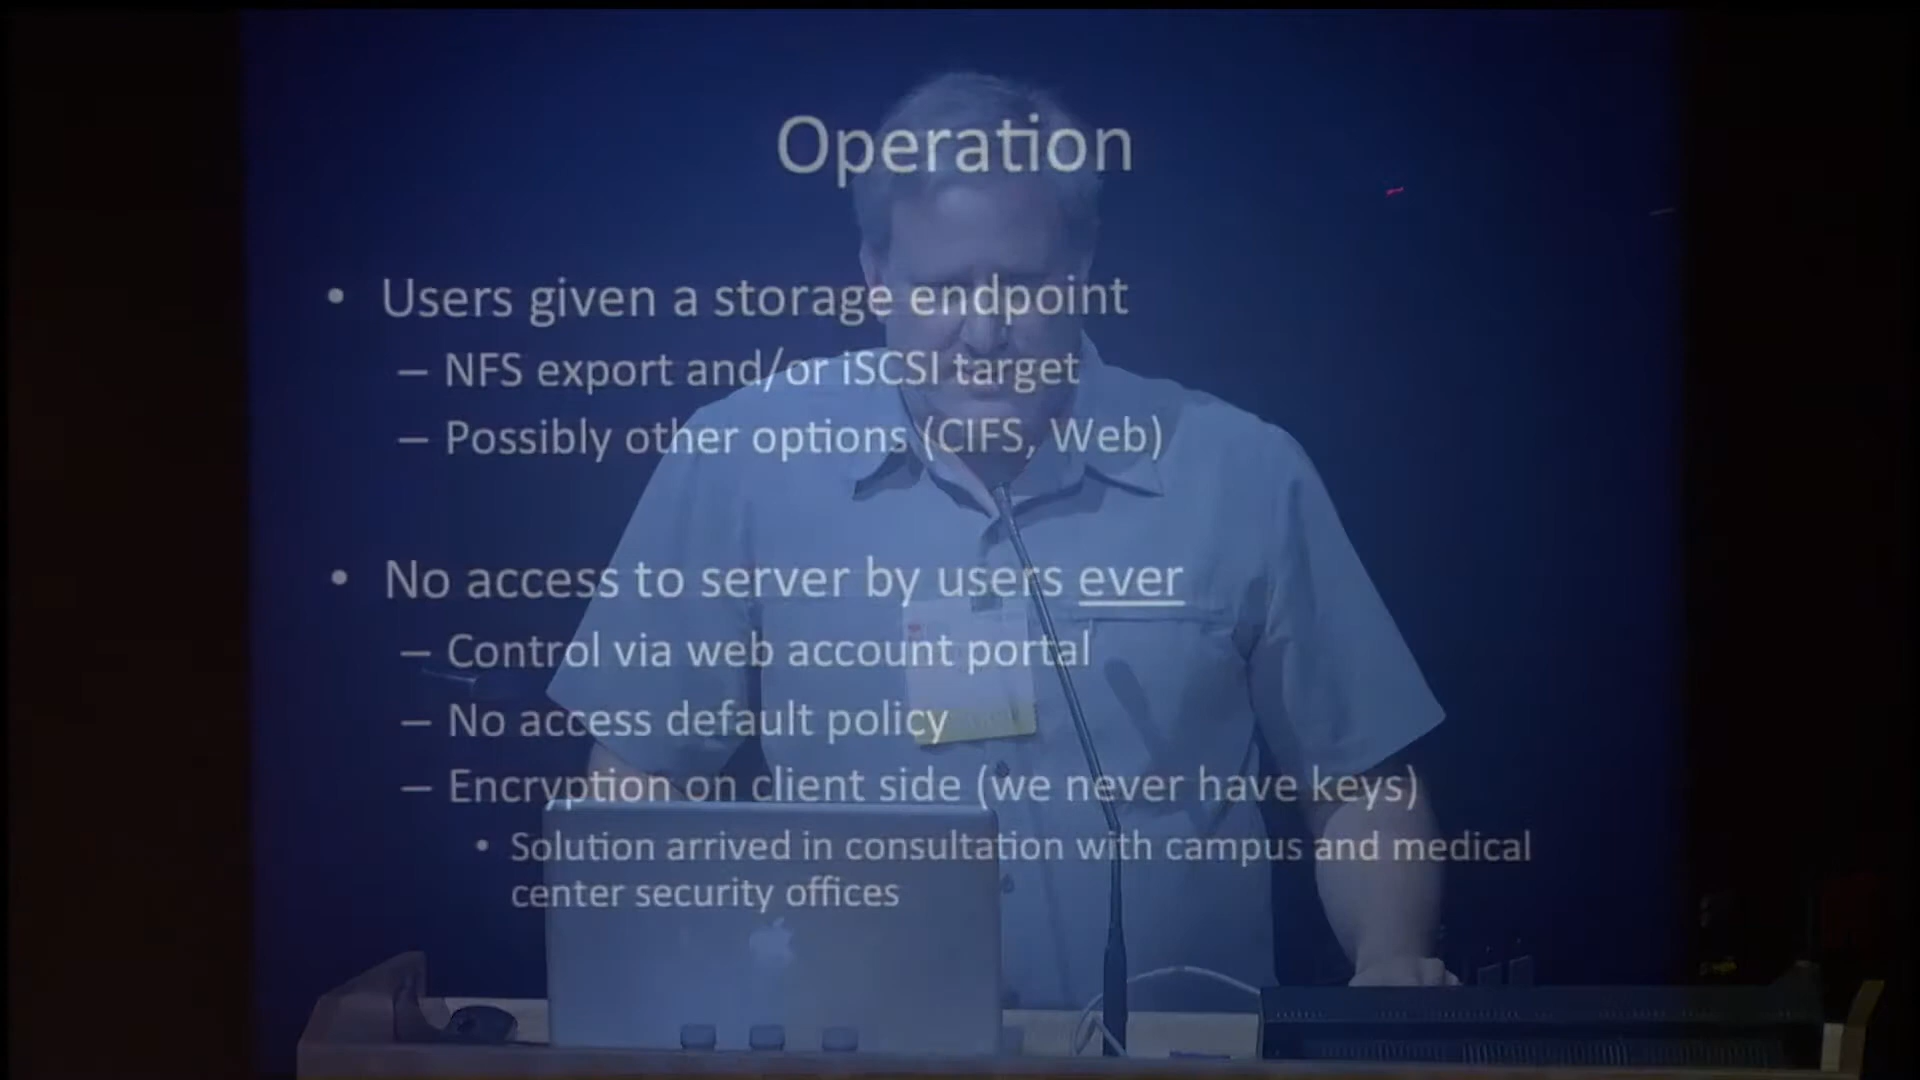 Operation
• Users given a storage endpoint
– NFS export and/or iSCSI target
– Possibly other options (CIFS, Web)
• No access to server by users ever
– Control via web account portal
– No access default policy
– Encryption on client side (we never have keys)
• Solution arrived in consultation with campus and medical
center security offices